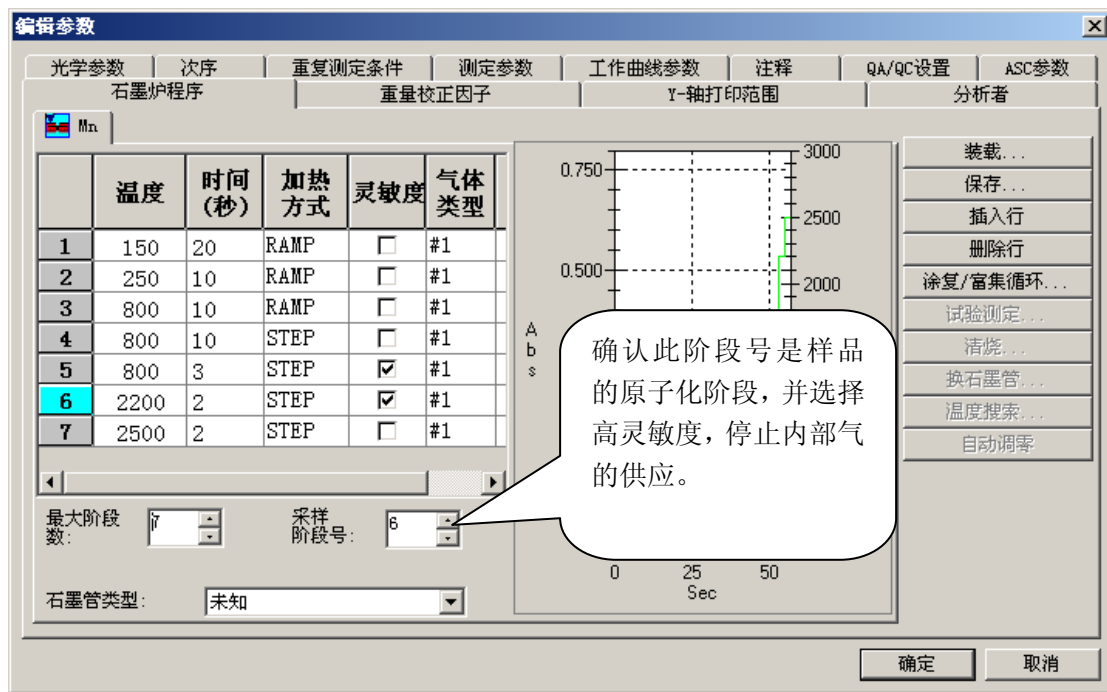 编辑参数
光学参数 次序 重复测定条件 测定参数 工作曲线参数 注释 QA/QC设置 ASC参数
石墨炉程序 重量校正因子 Y-轴打印范围 分析者
Mn
温度 时间(秒) 加热方式 灵敏度 气体类型
1 150 20 RAMP #1
2 250 10 RAMP #1
3 800 10 RAMP #1
4 800 10 STEP #1
5 800 3 STEP #1
6 2200 2 STEP #1
7 2500 2 STEP #1
最大阶段数: 7
采样阶段号: 6
石墨管类型: 未知
0.750
0.500
Abs
3000
2500
2000
0 25 50
Sec
确认此阶段号是样品
的原子化阶段，并选择
高灵敏度，停止内部气
的供应。
装载...
保存...
插入行
删除行
涂复/富集循环...
试验测定...
清烧...
换石墨管...
温度搜索...
自动调零
确定 取消